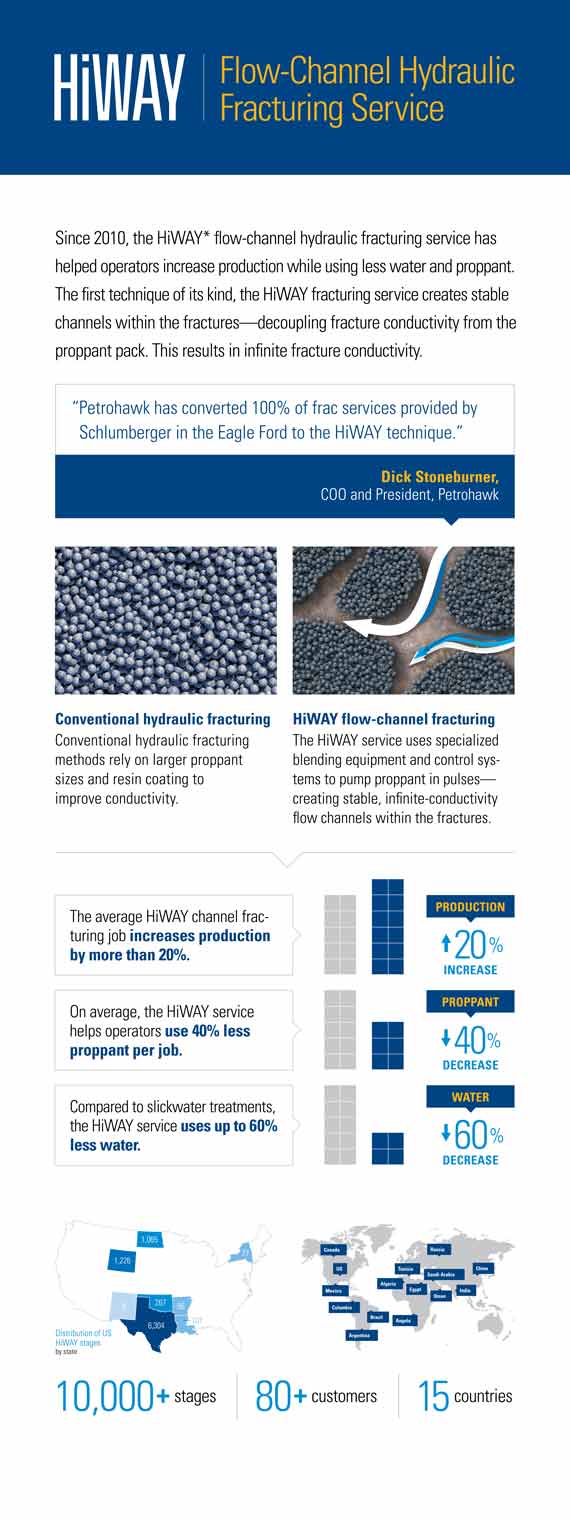 HiWAY
Flow-Channel Hydraulic
Fracturing Service
Since 2010, the HiWAY* flow-channel hydraulic fracturing service has
helped operators increase production while using less water and proppant.
The first technique of its kind, the HiWAY fracturing service creates stable
channels within the fractures—decoupling fracture conductivity from the
proppant pack. This results in infinite fracture conductivity.
“Petrohawk has converted 100% of frac services provided by
Schlumberger in the Eagle Ford to the HiWAY technique.”
Dick Stoneburner,
COO and President, Petrohawk
Conventional hydraulic fracturing
Conventional hydraulic fracturing
methods rely on larger proppant
sizes and resin coating to
improve conductivity.
HiWAY flow-channel fracturing
The HiWAY service uses specialized
blending equipment and control sys-
tems to pump proppant in pulses—
creating stable, infinite-conductivity
flow channels within the fractures.
The average HiWAY channel frac-
turing job increases production
by more than 20%.
PRODUCTION
20%
INCREASE
On average, the HiWAY service
helps operators use 40% less
proppant per job.
PROPPANT
40%
DECREASE
Compared to slickwater treatments,
the HiWAY service uses up to 60%
less water.
WATER
60%
DECREASE
1,065
77
1,226
267
6,304
Distribution of US
HiWAY stages
by state
Canada
Russia
US
Tunisia
China
Saudi Arabia
Mexico
Algeria
Egypt
Oman
India
Colombia
Brazil
Angola
Argentina
10,000+ stages
80+ customers
15 countries